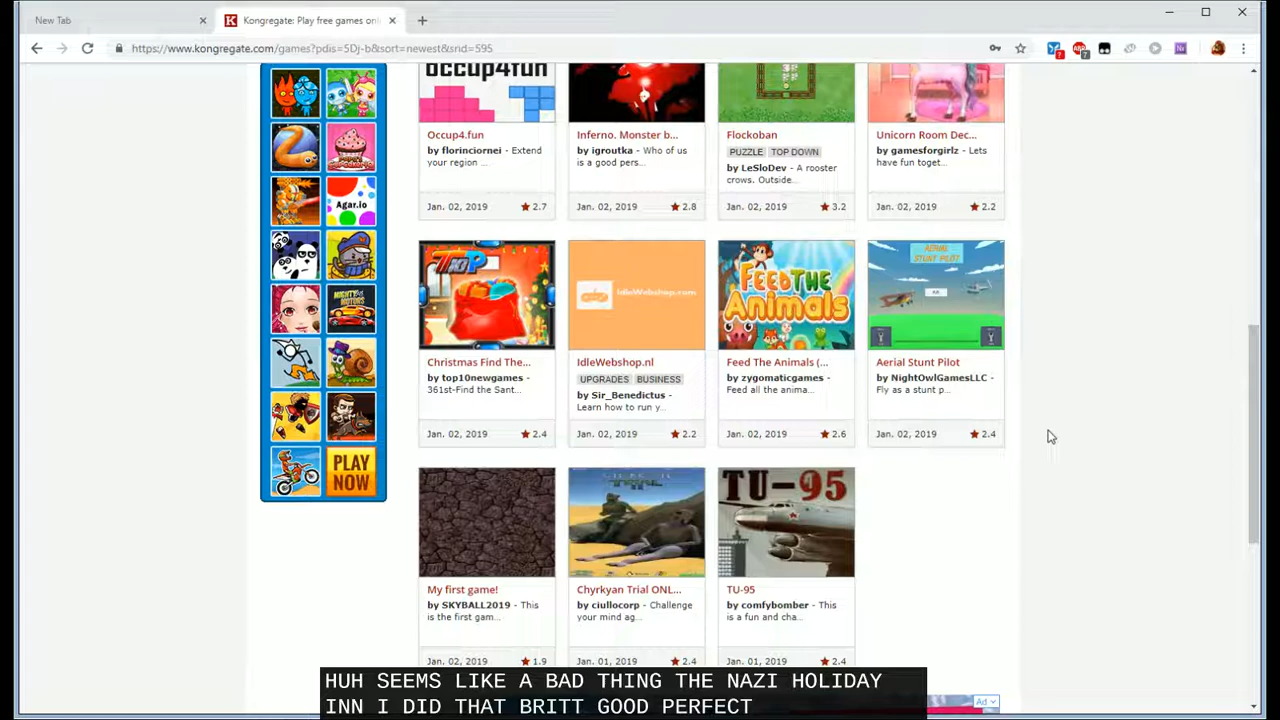 New Tab
Kongregate: Play free games onl
https://www.kongregate.com/games?pdis=5Dj-b&sort=newest&srid=595
occup4fun
Occup4.fun
by florinciornei - Extend
your region ...
Jan. 02, 2019 ★ 2.7
Inferno. Monster b...
by igroutka - Who of us
is a good pers...
Jan. 02, 2019 ★ 2.8
Flockoban
PUZZLE TOP DOWN
by LeSloDev - A rooster
crows. Outside...
Jan. 02, 2019 ★ 3.2
Unicorn Room Dec...
by gamesforgirlz - Lets
have fun toget...
Jan. 02, 2019 ★ 2.2
Agar.io
MIGHTY
MOTORS
PLAY
NOW
Christmas Find The...
by top10newgames -
361st-Find the Sant...
Jan. 02, 2019 ★ 2.4
IdleWebshop.com
IdleWebshop.nl
UPGRADES BUSINESS
by Sir_Benedictus -
Learn how to run y...
Jan. 02, 2019 ★ 2.2
FEED THE
Animals
Feed The Animals (...
by zygomaticgames -
Feed all the anima...
Jan. 02, 2019 ★ 2.6
AERIAL
STUNT PILOT
Aerial Stunt Pilot
by NightOwlGamesLLC -
Fly as a stunt p...
Jan. 02, 2019 ★ 2.4
My first game!
by SKYBALL2019 - This
is the first gam...
Jan. 02, 2019 ★ 1.9
Chyrkyan Trial ONL...
by ciullocorp - Challenge
your mind ag...
Jan. 01, 2019 ★ 2.4
TU-95
TU-95
by comfybomber - This
is a fun and cha...
Jan. 01, 2019 ★ 2.4
Ad
HUH SEEMS LIKE A BAD THING THE NAZI HOLIDAY
INN I DID THAT BRITT GOOD PERFECT